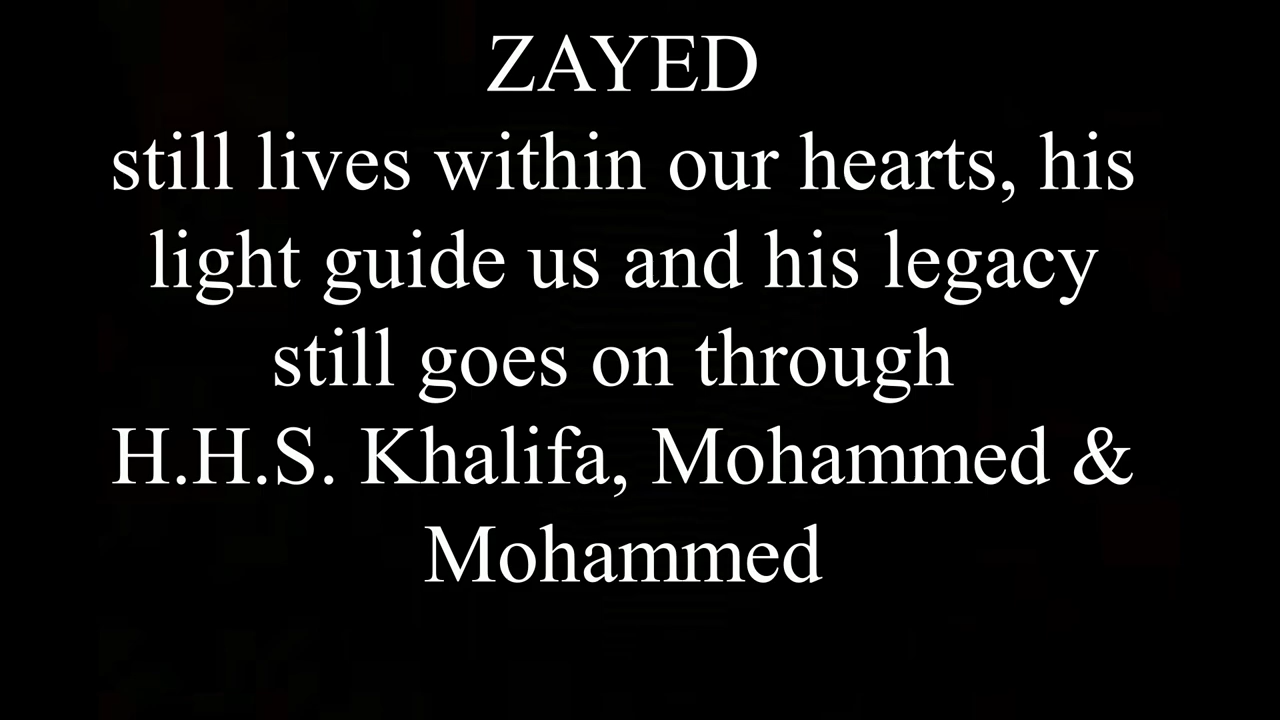 ZAYED
still lives within our hearts, his
light guide us and his legacy
still goes on through
H.H.S. Khalifa, Mohammed &
Mohammed